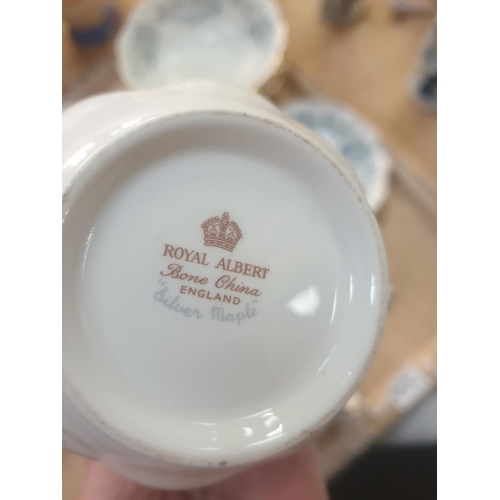 ROYAL ALBERT
Bone China
ENGLAND
"Silver Maple"